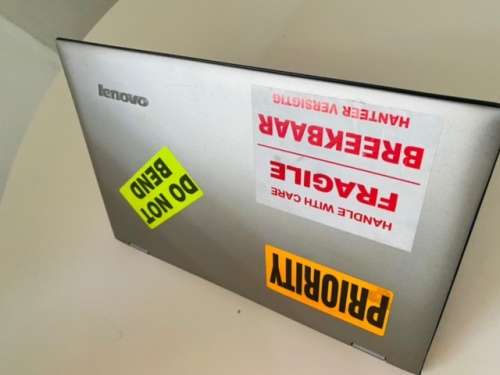 lenovo
DO NOT
BEND
HANDLE WITH CARE
FRAGILE
BREEKBAAR
HANTEER VERSIGTIG
PRIORITY